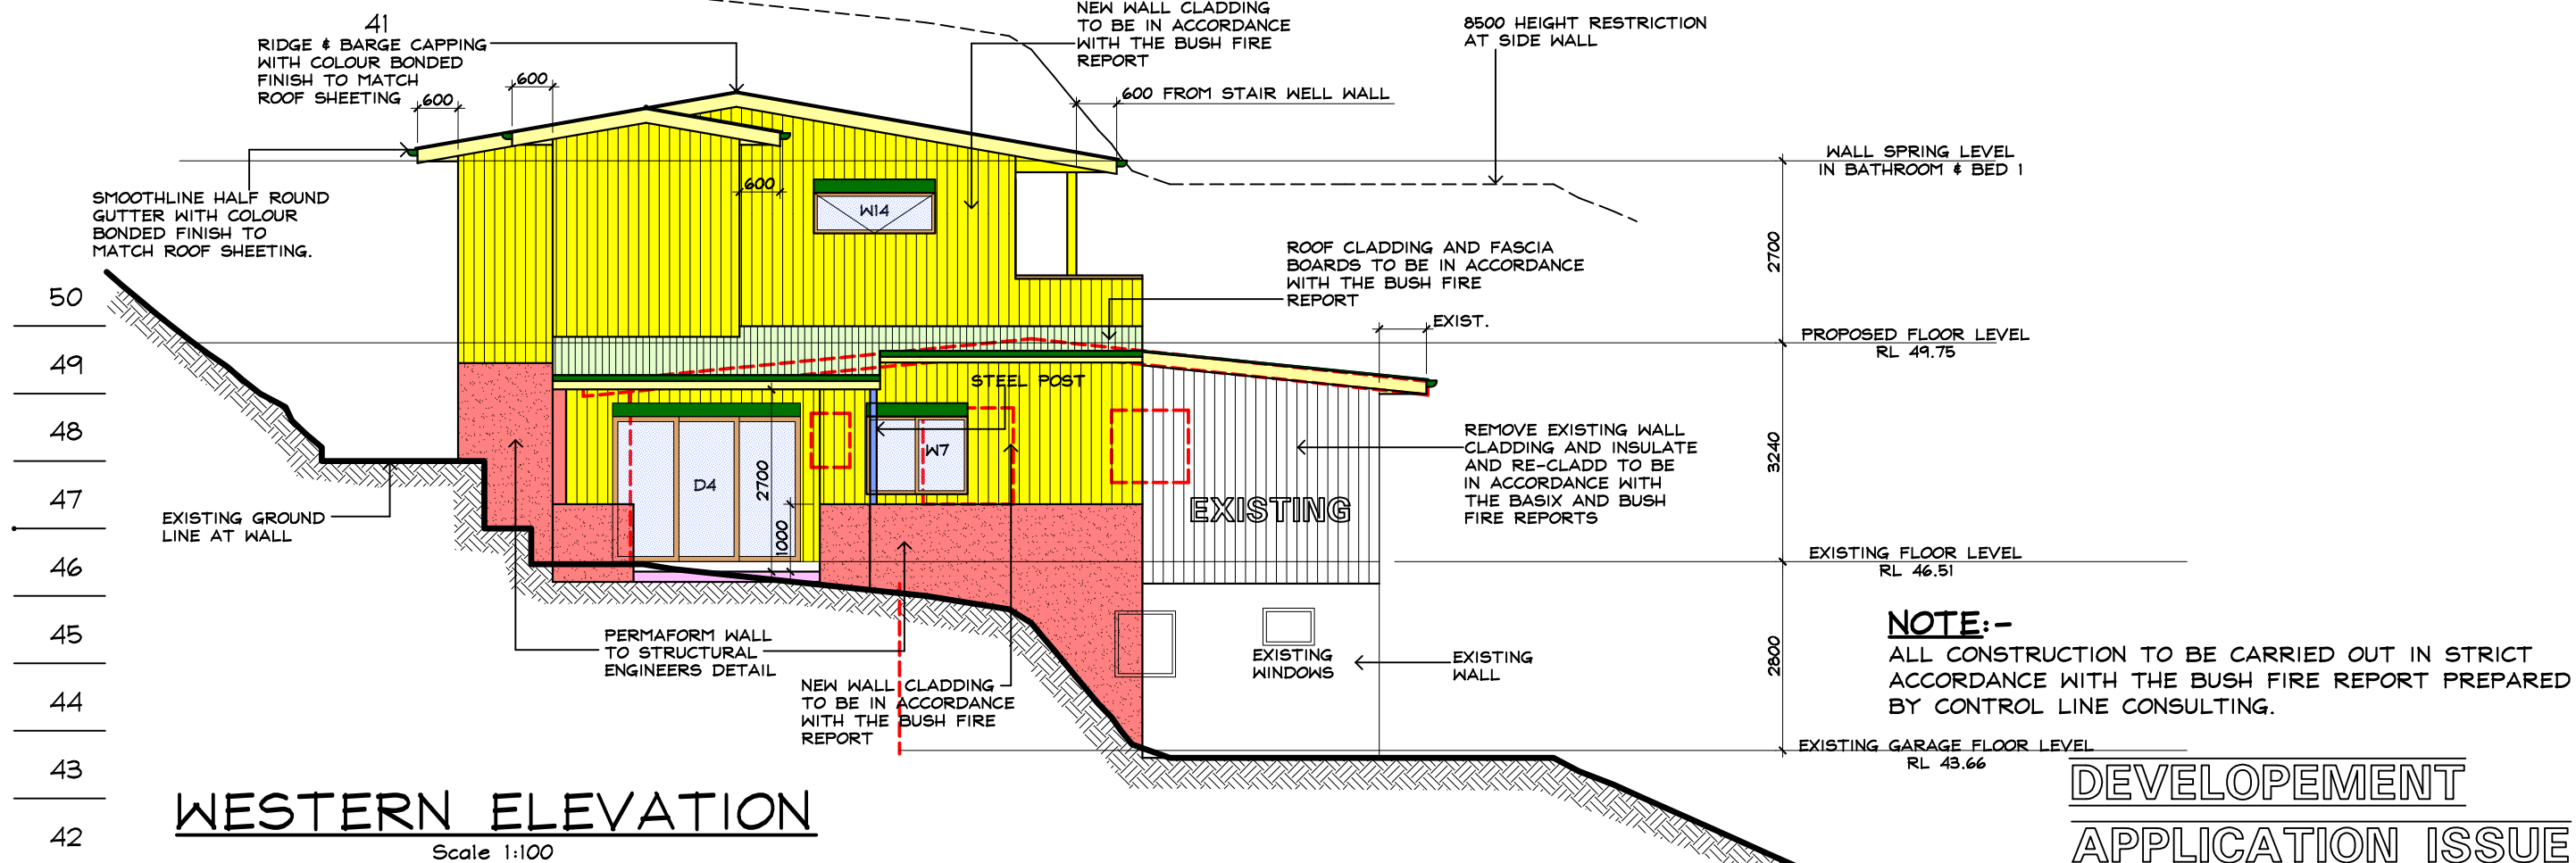 41
RIDGE & BARGE CAPPING
WITH COLOUR BONDED
FINISH TO MATCH
ROOF SHEETING
600
600
NEW WALL CLADDING
TO BE IN ACCORDANCE
WITH THE BUSH FIRE
REPORT
8500 HEIGHT RESTRICTION
AT SIDE WALL
600 FROM STAIR WELL WALL
WALL SPRING LEVEL
IN BATHROOM & BED 1
SMOOTHLINE HALF ROUND
GUTTER WITH COLOUR
BONDED FINISH TO
MATCH ROOF SHEETING.
600
W14
ROOF CLADDING AND FASCIA
BOARDS TO BE IN ACCORDANCE
WITH THE BUSH FIRE
REPORT
2700
EXIST.
PROPOSED FLOOR LEVEL
RL 49.75
50
49
48
47
46
45
44
43
42
STEEL POST
D4
2700
1000
W7
EXISTING
REMOVE EXISTING WALL
CLADDING AND INSULATE
AND RE-CLADD TO BE
IN ACCORDANCE WITH
THE BASIX AND BUSH
FIRE REPORTS
3240
EXISTING GROUND
LINE AT WALL
EXISTING FLOOR LEVEL
RL 46.51
PERMAFORM WALL
TO STRUCTURAL
ENGINEERS DETAIL
NEW WALL CLADDING
TO BE IN ACCORDANCE
WITH THE BUSH FIRE
REPORT
EXISTING
WINDOWS
EXISTING
WALL
2800
NOTE:-
ALL CONSTRUCTION TO BE CARRIED OUT IN STRICT
ACCORDANCE WITH THE BUSH FIRE REPORT PREPARED
BY CONTROL LINE CONSULTING.
EXISTING GARAGE FLOOR LEVEL
RL 43.66
WESTERN ELEVATION
Scale 1:100
DEVELOPEMENT
APPLICATION ISSUE